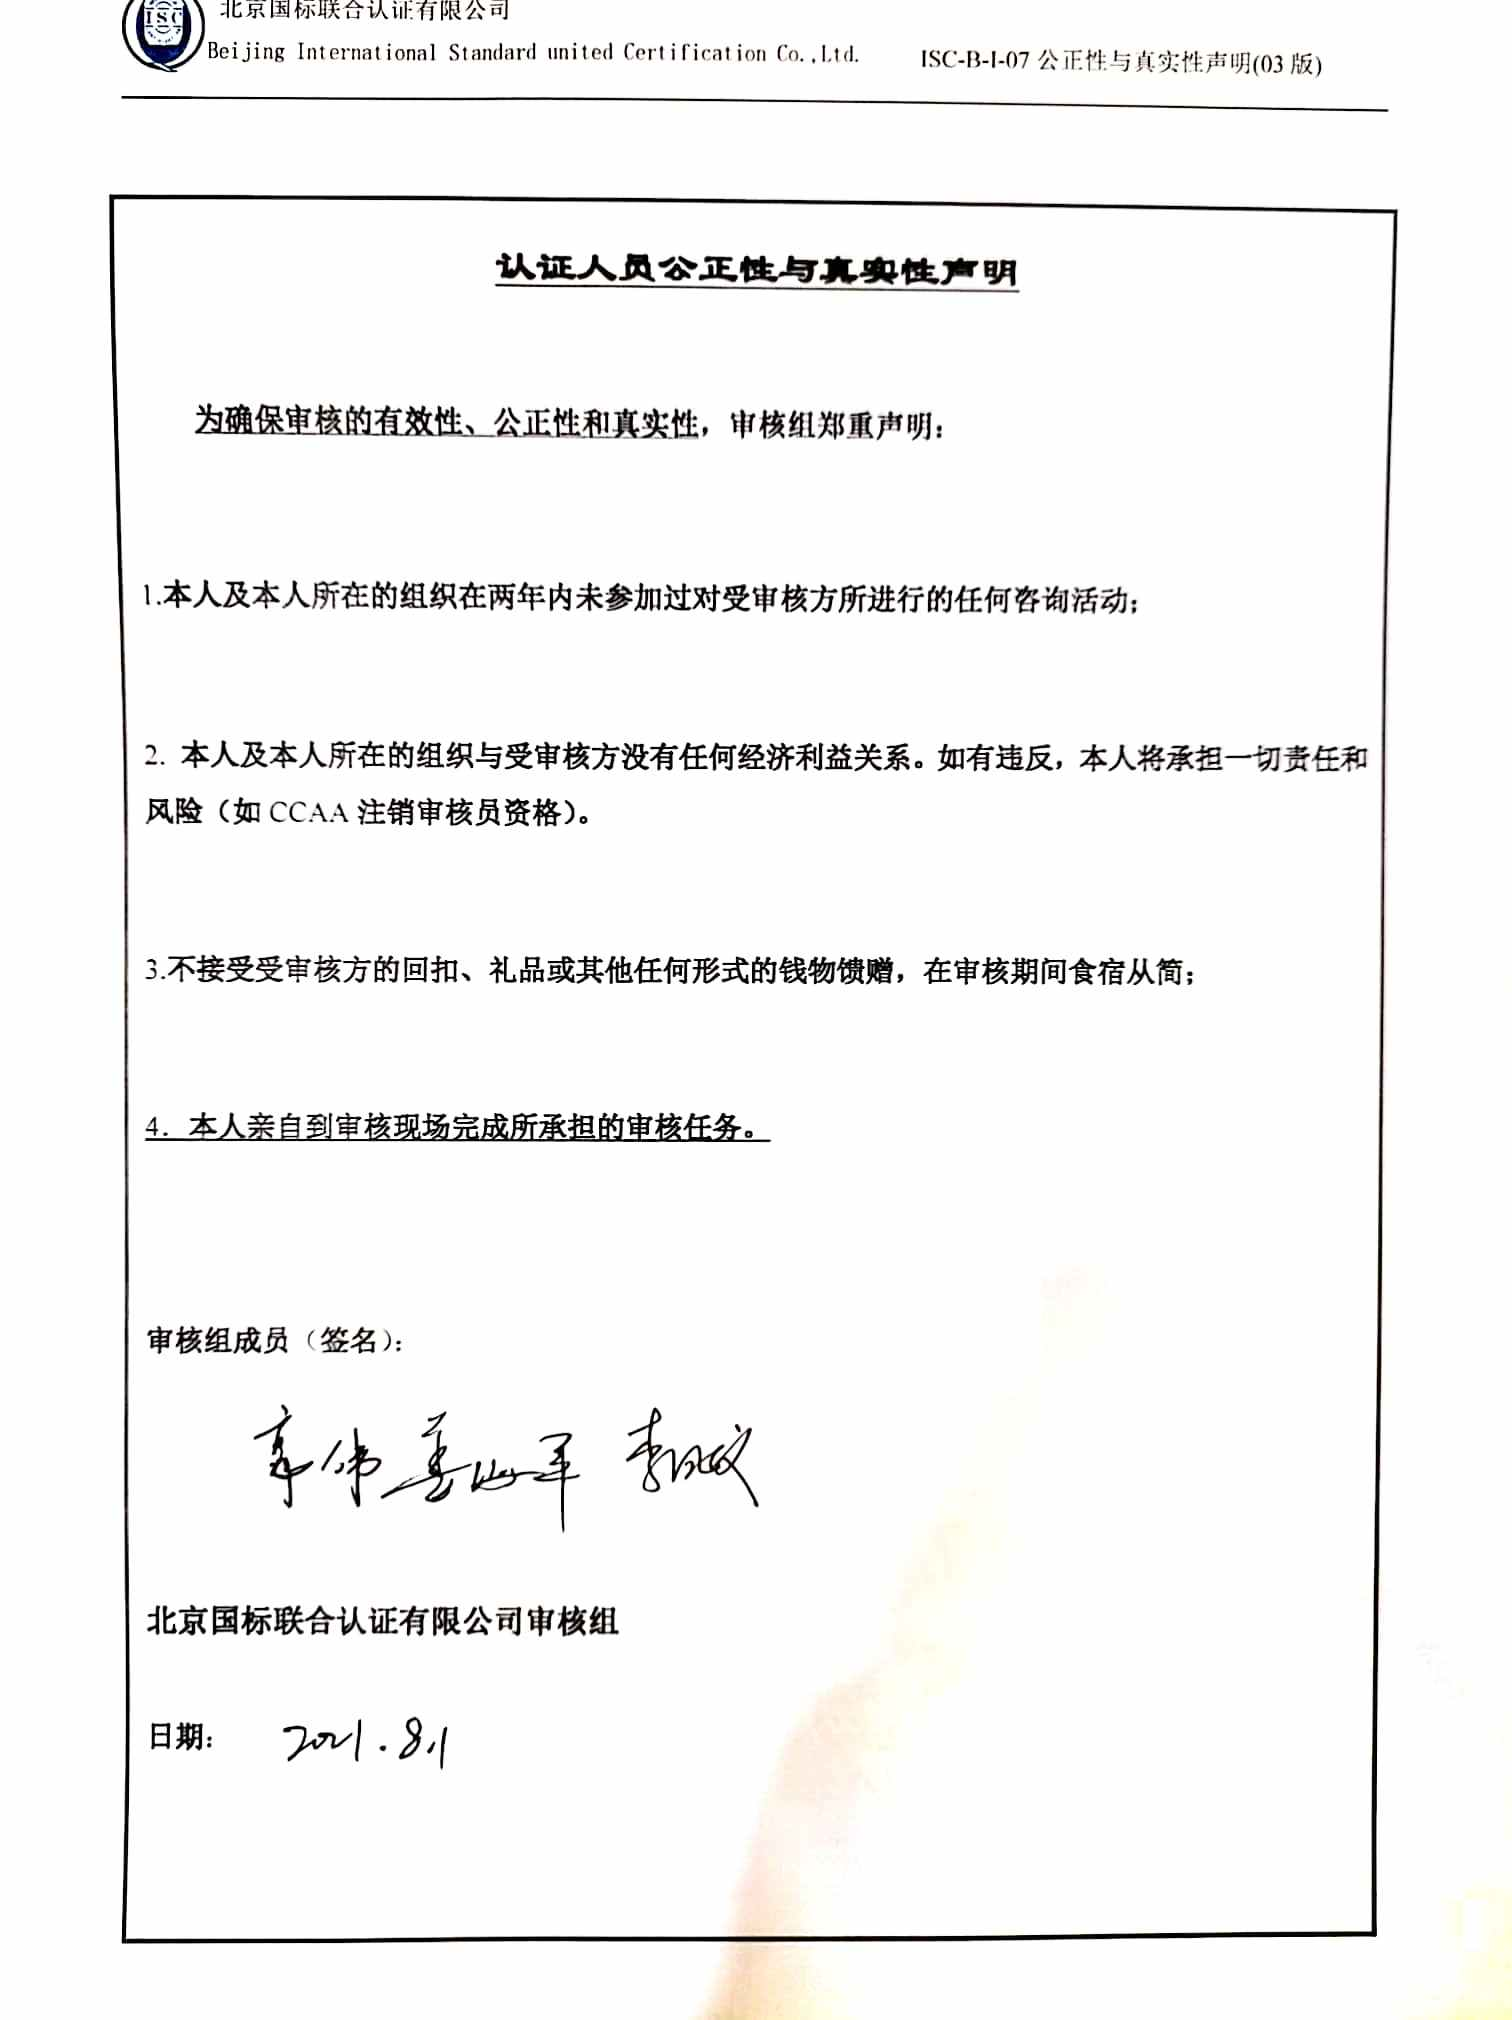 ISC
北京国标联合认证有限公司
Beijing International Standard united Certification Co.,Ltd.
ISC-B-I-07 公正性与真实性声明(03 版)
认证人员公正性与真实性声明
为确保审核的有效性、公正性和真实性，审核组郑重声明：
1.本人及本人所在的组织在两年内未参加过对受审核方所进行的任何咨询活动；
2. 本人及本人所在的组织与受审核方没有任何经济利益关系。如有违反，本人将承担一切责任和
风险（如 CCAA 注销审核员资格）。
3.不接受受审核方的回扣、礼品或其他任何形式的钱物馈赠，在审核期间食宿从简；
4. 本人亲自到审核现场完成所承担的审核任务。
审核组成员（签名）：
北京国标联合认证有限公司审核组
日期： 2021.8.1